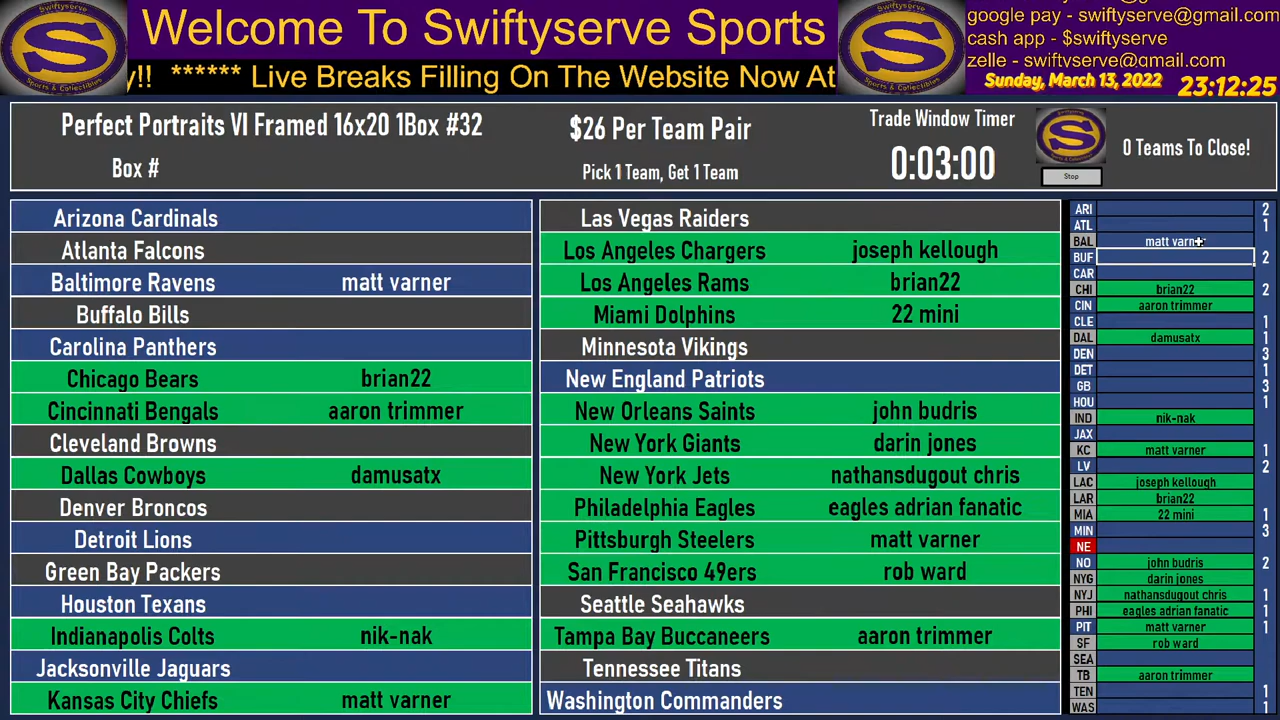 Welcome To Swiftyserve Sports
google pay - swiftyserve@gmail.com
cash app - $swiftyserve
zelle - swiftyserve@gmail.com
y!! ****** Live Breaks Filling On The Website Now At
Sunday, March 13, 2022 23:12:25
Perfect Portraits VI Framed 16x20 1Box #32
Box #
$26 Per Team Pair
Pick 1 Team, Get 1 Team
Trade Window Timer
0:03:00
Stop
0 Teams To Close!
Arizona Cardinals
Atlanta Falcons
Baltimore Ravens matt varner
Buffalo Bills
Carolina Panthers
Chicago Bears brian22
Cincinnati Bengals aaron trimmer
Cleveland Browns
Dallas Cowboys damusatx
Denver Broncos
Detroit Lions
Green Bay Packers
Houston Texans
Indianapolis Colts nik-nak
Jacksonville Jaguars
Kansas City Chiefs matt varner
Las Vegas Raiders
Los Angeles Chargers joseph kellough
Los Angeles Rams brian22
Miami Dolphins 22 mini
Minnesota Vikings
New England Patriots
New Orleans Saints john budris
New York Giants darin jones
New York Jets nathansdugout chris
Philadelphia Eagles eagles adrian fanatic
Pittsburgh Steelers matt varner
San Francisco 49ers rob ward
Seattle Seahawks
Tampa Bay Buccaneers aaron trimmer
Tennessee Titans
Washington Commanders
ARI 2
ATL 1
BAL matt varner
BUF 2
CAR
CHI brian22 2
CIN aaron trimmer
CLE 1
DAL damusatx 1
DEN 3
DET 1
GB 3
HOU 1
IND nik-nak
JAX
KC matt varner 1
LV 2
LAC joseph kellough
LAR brian22
MIA 22 mini 1
MIN 3
NE
NO john budris 2
NYG darin jones
NYJ nathansdugout chris 1
PHI eagles adrian fanatic 1
PIT matt varner 1
SF rob ward
SEA
TB aaron trimmer
TEN 1
WAS 1